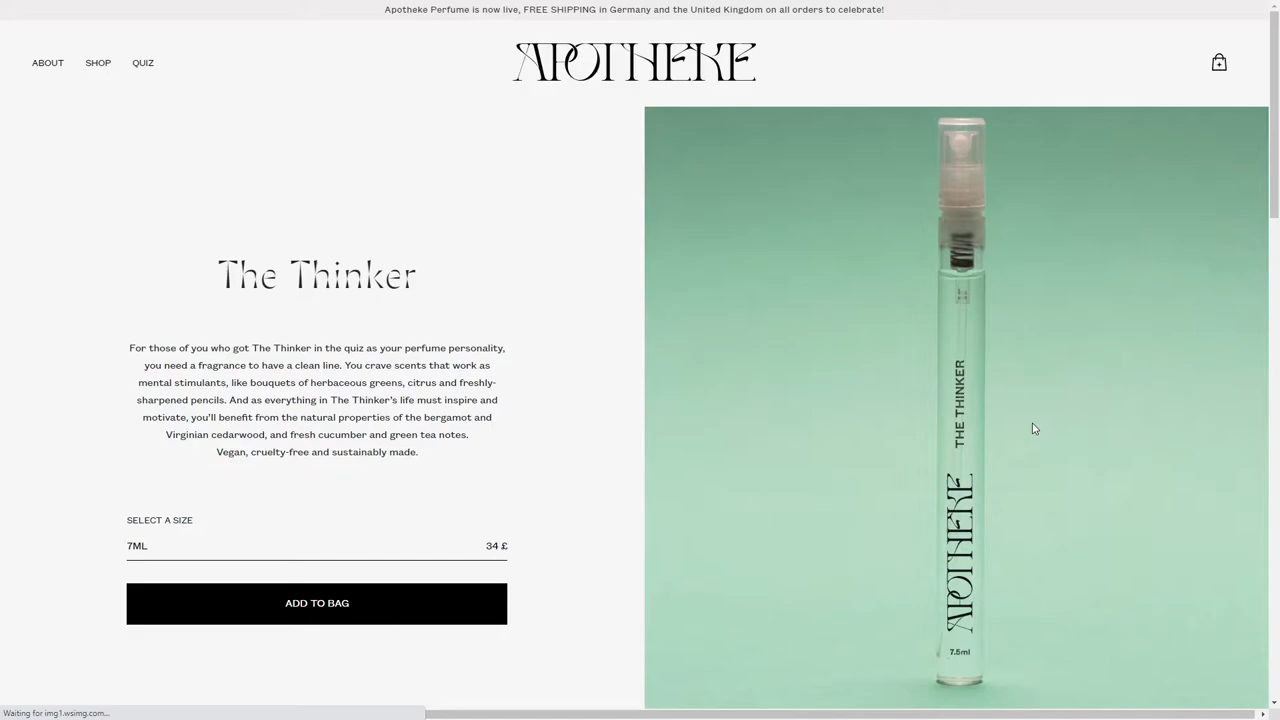 Apotheke Perfume is now live, FREE SHIPPING in Germany and the United Kingdom on all orders to celebrate!
ABOUT SHOP QUIZ
APOTHEKE
The Thinker
For those of you who got The Thinker in the quiz as your perfume personality,
you need a fragrance to have a clean line. You crave scents that work as
mental stimulants, like bouquets of herbaceous greens, citrus and freshly-
sharpened pencils. And as everything in The Thinker's life must inspire and
motivate, you'll benefit from the natural properties of the bergamot and
Virginian cedarwood, and fresh cucumber and green tea notes.
Vegan, cruelty-free and sustainably made.
SELECT A SIZE
7ML 34 £
ADD TO BAG
THE THINKER
APOTHEKE
7.5ml
Waiting for img1.wsimg.com...